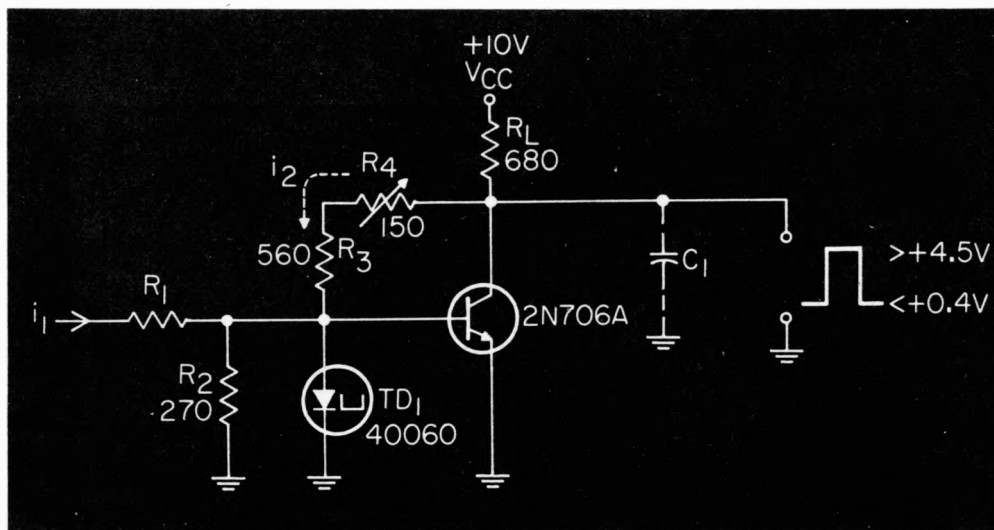 +10V
VCC
RL
680
i2
R4
150
560
R3
C1
>+4.5V
<+0.4V
i1
R1
2N706A
R2
270
TD1
40060